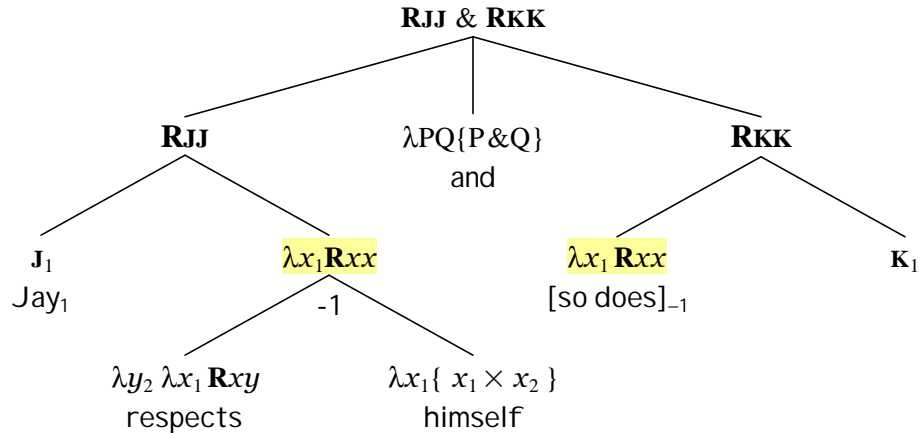 RJJ & RKK
RJJ λPQ{P&Q} RKK
and
J₁ λx₁Rxx λx₁ Rxx K₁
Jay₁ -1 [so does]₋₁
λy₂ λx₁ Rxy λx₁{ x₁ × x₂ }
respects himself